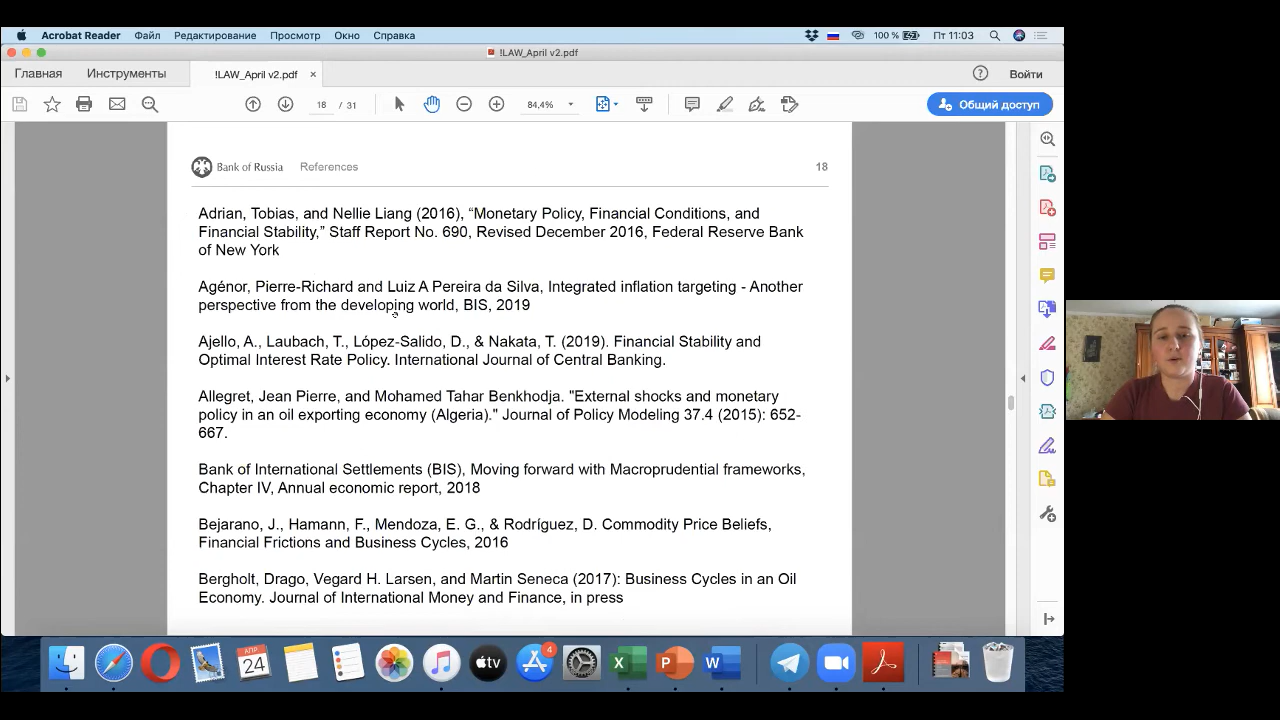 Acrobat Reader Файл Редактирование Просмотр Окно Справка 100 % Пт 11:03
!LAW_April v2.pdf
Главная Инструменты !LAW_April v2.pdf × ? Войти
18 / 31 84,4% Общий доступ
Bank of Russia References 18
Adrian, Tobias, and Nellie Liang (2016), “Monetary Policy, Financial Conditions, and
Financial Stability,” Staff Report No. 690, Revised December 2016, Federal Reserve Bank
of New York
Agénor, Pierre-Richard and Luiz A Pereira da Silva, Integrated inflation targeting - Another
perspective from the developing world, BIS, 2019
Ajello, A., Laubach, T., López-Salido, D., & Nakata, T. (2019). Financial Stability and
Optimal Interest Rate Policy. International Journal of Central Banking.
Allegret, Jean Pierre, and Mohamed Tahar Benkhodja. "External shocks and monetary
policy in an oil exporting economy (Algeria)." Journal of Policy Modeling 37.4 (2015): 652-
667.
Bank of International Settlements (BIS), Moving forward with Macroprudential frameworks,
Chapter IV, Annual economic report, 2018
Bejarano, J., Hamann, F., Mendoza, E. G., & Rodríguez, D. Commodity Price Beliefs,
Financial Frictions and Business Cycles, 2016
Bergholt, Drago, Vegard H. Larsen, and Martin Seneca (2017): Business Cycles in an Oil
Economy. Journal of International Money and Finance, in press
АПР
24
tv
4
X
P
W